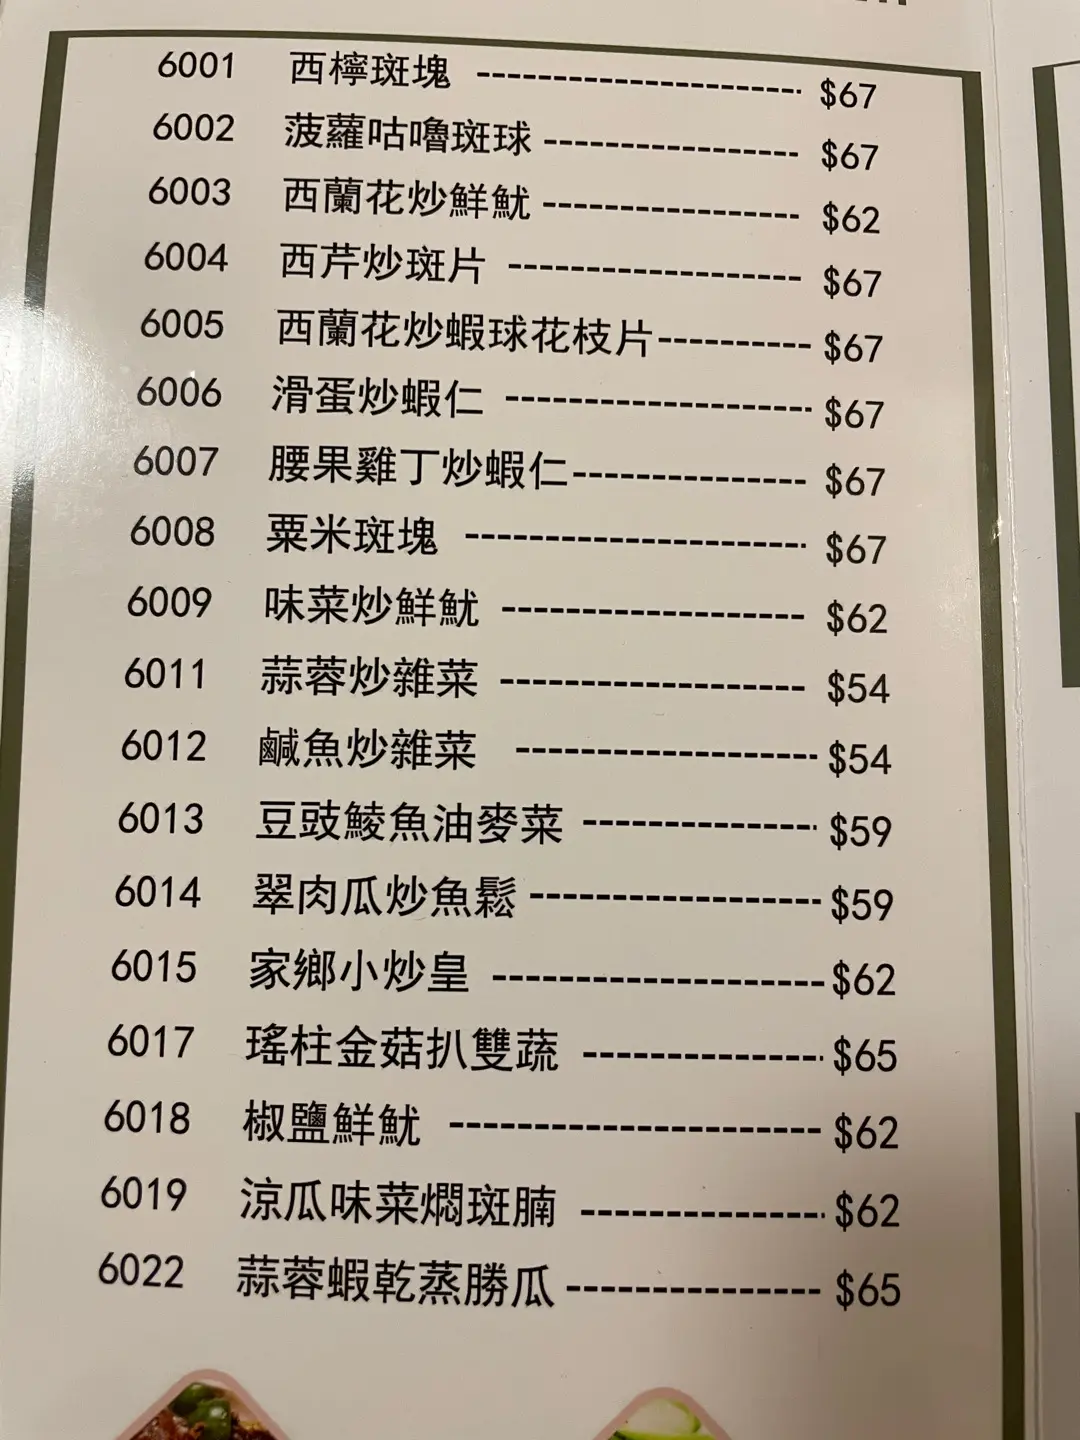 6001 西檸斑塊 --------------------- $67
6002 菠蘿咕嚕斑球 ---------------- $67
6003 西蘭花炒鮮魷 ---------------- $62
6004 西芹炒斑片 ------------------ $67
6005 西蘭花炒蝦球花枝片--------- $67
6006 滑蛋炒蝦仁 ------------------- $67
6007 腰果雞丁炒蝦仁-------------- $67
6008 粟米斑塊 --------------------- $67
6009 味菜炒鮮魷 ------------------ $62
6011 蒜蓉炒雜菜 ------------------ $54
6012 鹹魚炒雜菜 ------------------ $54
6013 豆豉鯪魚油麥菜 -------------- $59
6014 翠肉瓜炒魚鬆----------------- $59
6015 家鄉小炒皇 -------------------- $62
6017 瑤柱金菇扒雙蔬 -------------- $65
6018 椒鹽鮮魷 ---------------------- $62
6019 涼瓜味菜燜斑腩 -------------- $62
6022 蒜蓉蝦乾蒸勝瓜--------------- $65